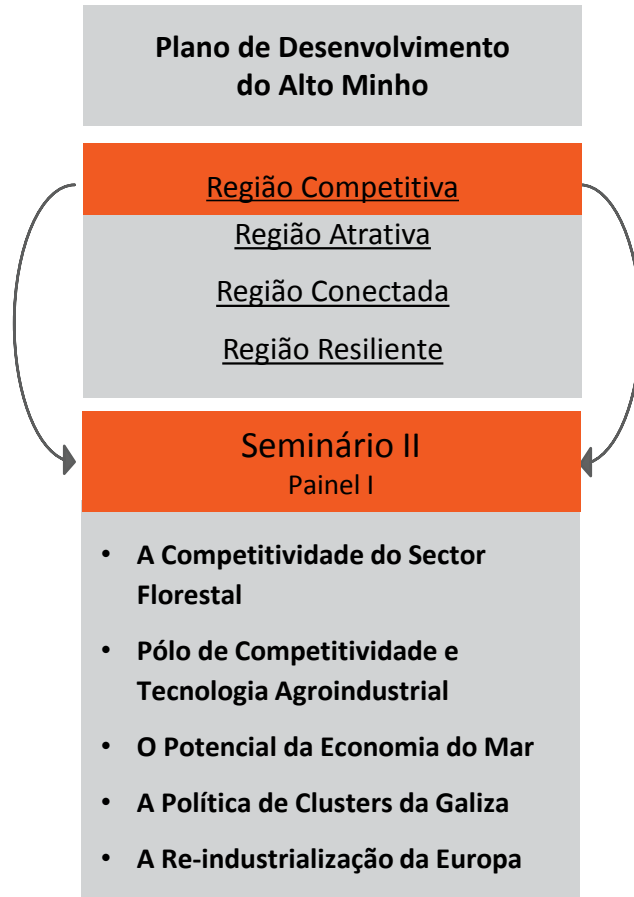 Plano de Desenvolvimento
do Alto Minho
Região Competitiva
Região Atrativa
Região Conectada
Região Resiliente
Seminário II
Painel I
• A Competitividade do Sector
Florestal
• Pólo de Competitividade e
Tecnologia Agroindustrial
• O Potencial da Economia do Mar
• A Política de Clusters da Galiza
• A Re-industrialização da Europa